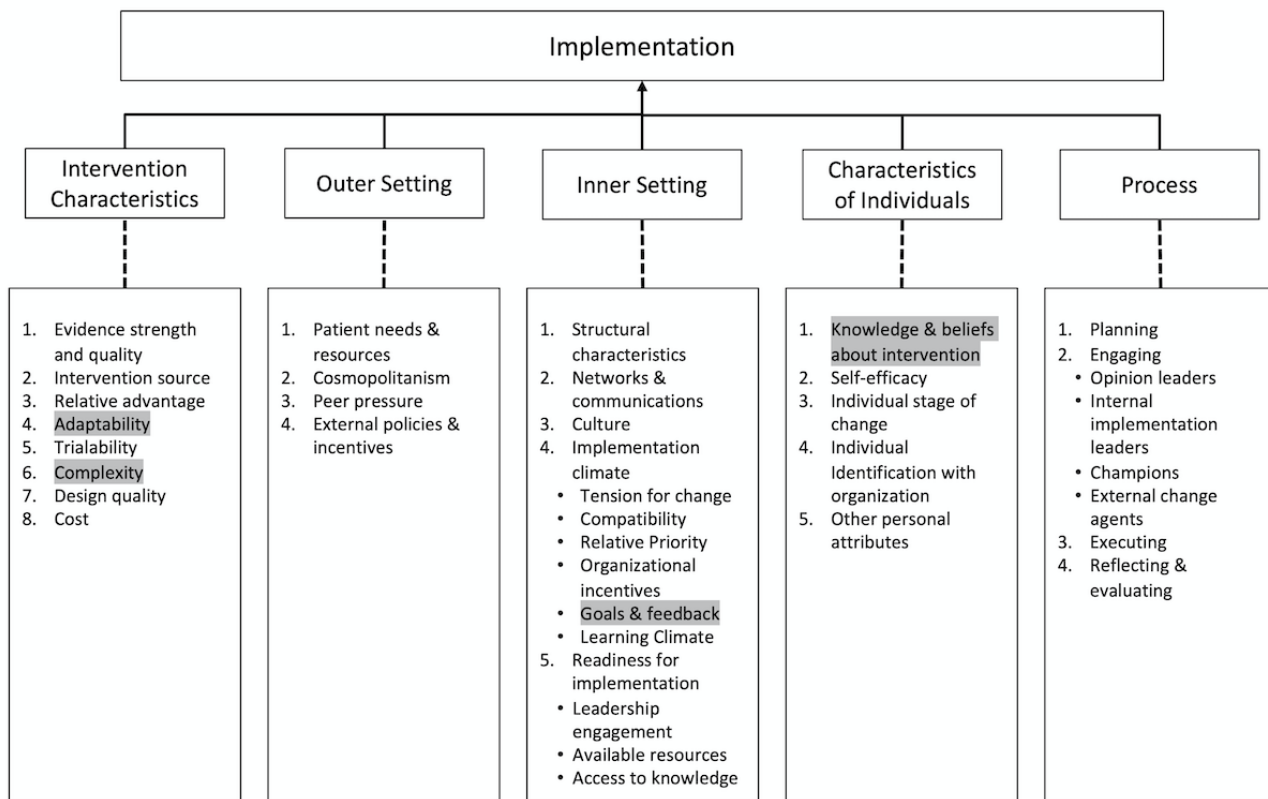 Implementation
Intervention
Characteristics
Outer Setting
Inner Setting
Characteristics
of Individuals
Process
1. Evidence strength
and quality
2. Intervention source
3. Relative advantage
4. Adaptability
5. Trialability
6. Complexity
7. Design quality
8. Cost
1. Patient needs &
resources
2. Cosmopolitanism
3. Peer pressure
4. External policies &
incentives
1. Structural
characteristics
2. Networks &
communications
3. Culture
4. Implementation
climate
• Tension for change
• Compatibility
• Relative Priority
• Organizational
incentives
• Goals & feedback
• Learning Climate
5. Readiness for
implementation
• Leadership
engagement
• Available resources
• Access to knowledge
1. Knowledge & beliefs
about intervention
2. Self-efficacy
3. Individual stage of
change
4. Individual
Identification with
organization
5. Other personal
attributes
1. Planning
2. Engaging
• Opinion leaders
• Internal
implementation
leaders
• Champions
• External change
agents
3. Executing
4. Reflecting &
evaluating